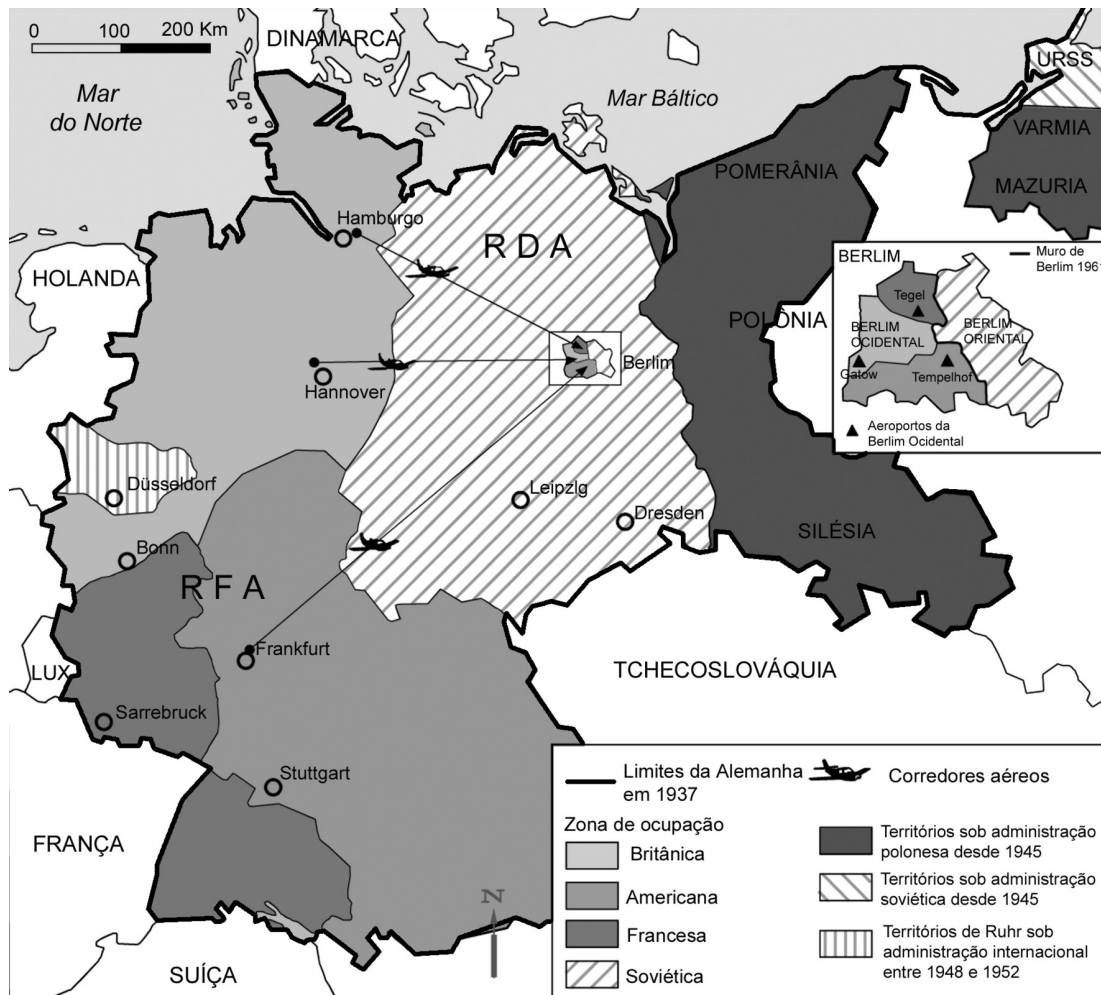 0 100 200 Km
DINAMARCA
Mar
do Norte
Mar Báltico
URSS
VARMIA
MAZURIA
POMERÂNIA
Hamburgo
R D A
HOLANDA
BERLIM
Muro de
Berlim 1961
Tegel
BERLIM
OCIDENTAL
BERLIM
ORIENTAL
Gatow
Tempelhof
Aeroportos da
Berlim Ocidental
POLÔNIA
Berlim
Hannover
Düsseldorf
Leipzlg
Dresden
SILÉSIA
Bonn
R F A
Frankfurt
LUX
TCHECOSLOVÁQUIA
Sarrebruck
Stuttgart
FRANÇA
SUÍÇA
N
Limites da Alemanha
em 1937
Corredores aéreos
Zona de ocupação
Britânica
Americana
Francesa
Soviética
Territórios sob administração
polonesa desde 1945
Territórios sob administração
soviética desde 1945
Territórios de Ruhr sob
administração internacional
entre 1948 e 1952